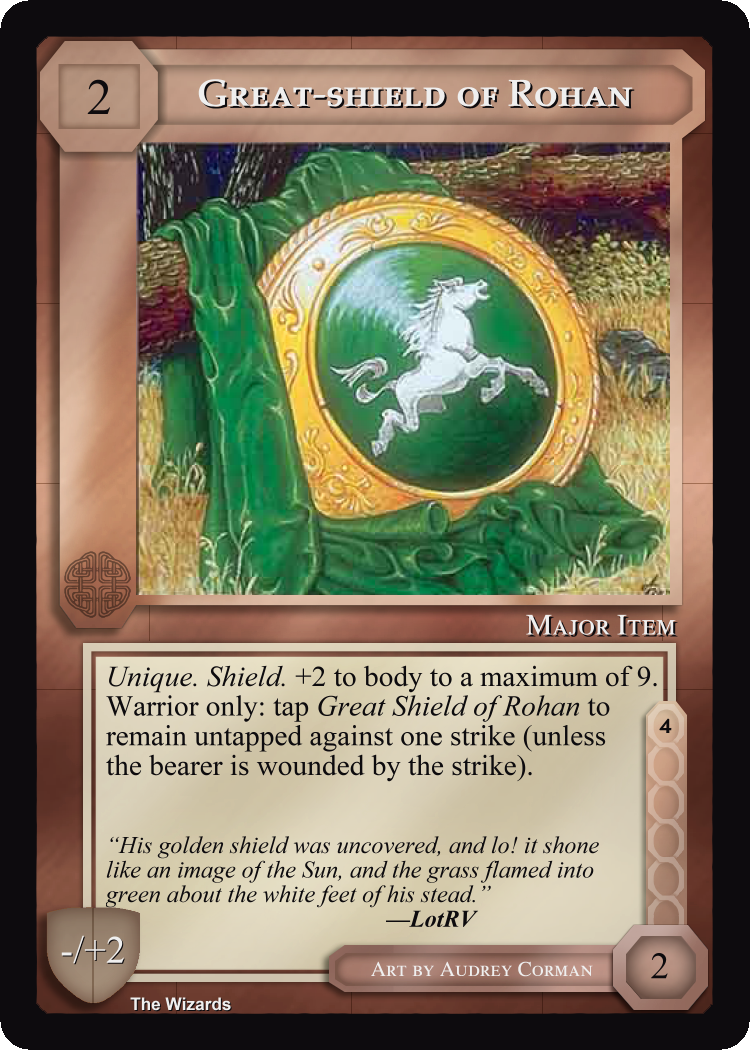 2
Great-shield of Rohan
Major Item
Unique. Shield. +2 to body to a maximum of 9.
Warrior only: tap Great Shield of Rohan to
remain untapped against one strike (unless
the bearer is wounded by the strike).
4
“His golden shield was uncovered, and lo! it shone
like an image of the Sun, and the grass flamed into
green about the white feet of his stead.”
—LotRV
-/+2
Art by Audrey Corman
2
The Wizards